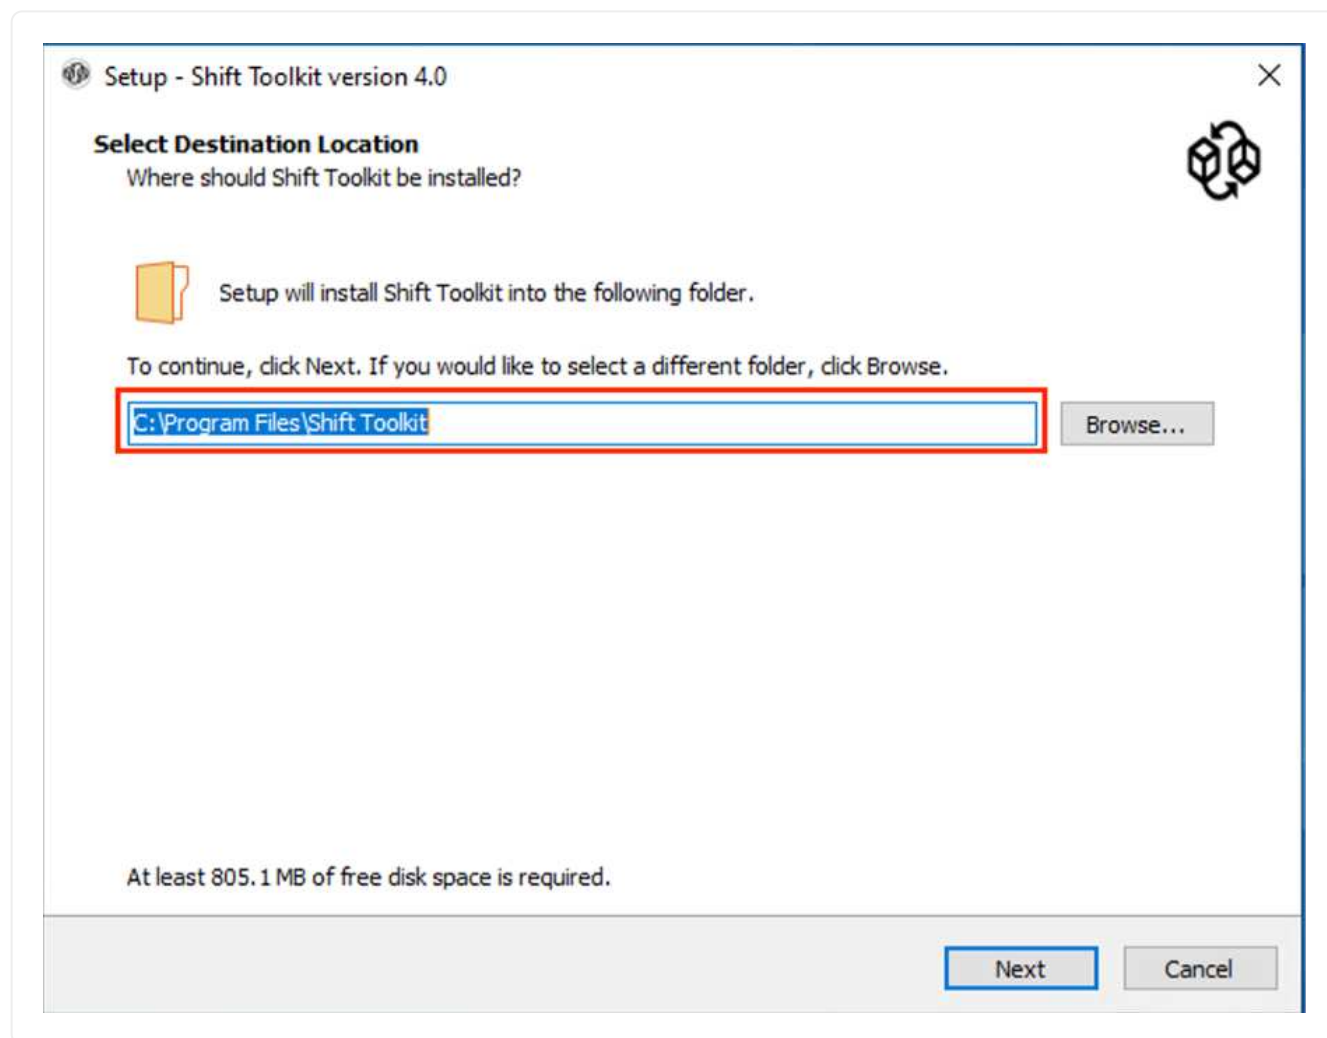 Setup - Shift Toolkit version 4.0
Select Destination Location
Where should Shift Toolkit be installed?
Setup will install Shift Toolkit into the following folder.
To continue, click Next. If you would like to select a different folder, click Browse.
C:\Program Files\Shift Toolkit
Browse...
At least 805.1 MB of free disk space is required.
Next
Cancel